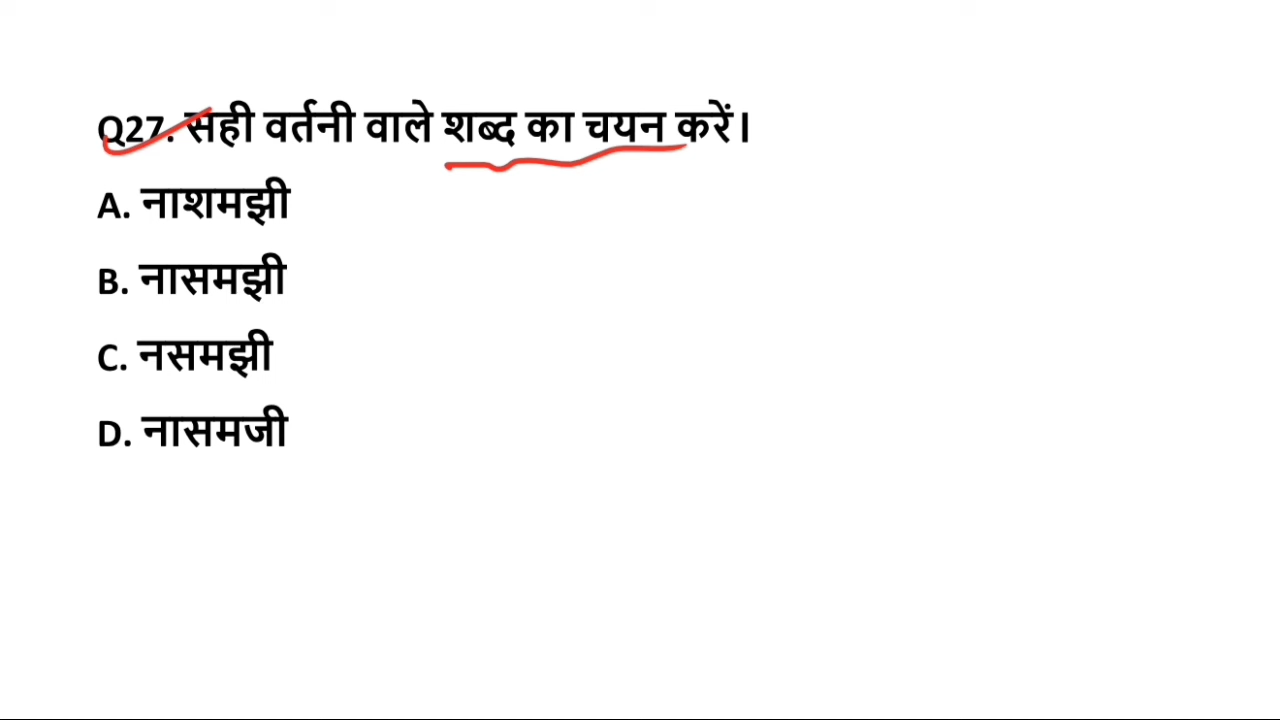 Q27. सही वर्तनी वाले शब्द का चयन करें।
A. नाशमझी
B. नासमझी
C. नसमझी
D. नासमजी